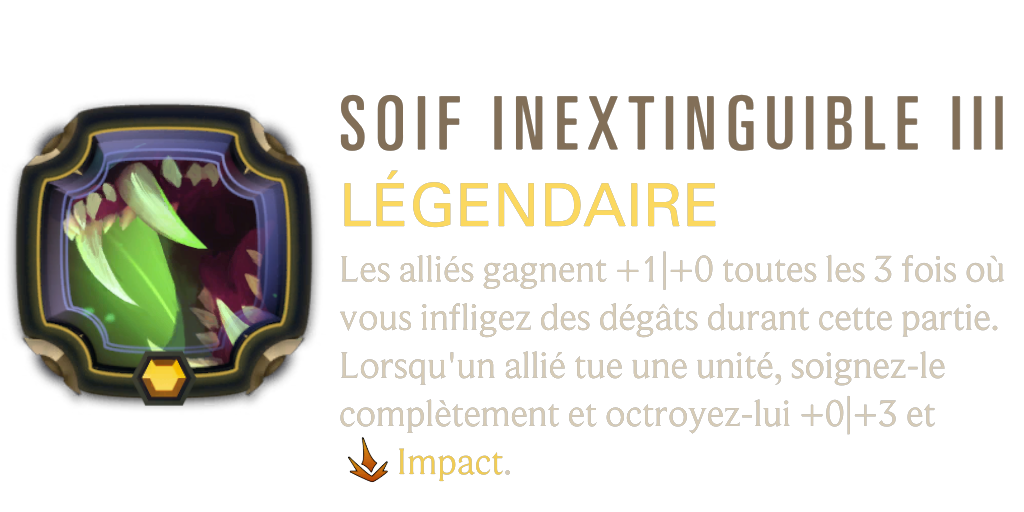 SOIF INEXTINGUIBLE III
LÉGENDAIRE
Les alliés gagnent +1|+0 toutes les 3 fois où
vous infligez des dégâts durant cette partie.
Lorsqu'un allié tue une unité, soignez-le
complètement et octroyez-lui +0|+3 et
Impact.